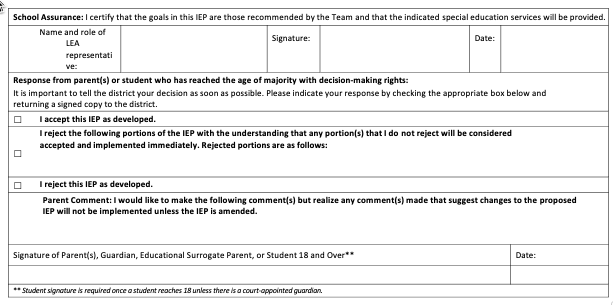 School Assurance: I certify that the goals in this IEP are those recommended by the Team and that the indicated special education services will be provided.
Name and role of
LEA
representati
ve:
Signature:
Date:
Response from parent(s) or student who has reached the age of majority with decision-making rights:
It is important to tell the district your decision as soon as possible. Please indicate your response by checking the appropriate box below and
returning a signed copy to the district.
☐ I accept this IEP as developed.
☐ I reject the following portions of the IEP with the understanding that any portion(s) that I do not reject will be considered
accepted and implemented immediately. Rejected portions are as follows:
☐ I reject this IEP as developed.
Parent Comment: I would like to make the following comment(s) but realize any comment(s) made that suggest changes to the proposed
IEP will not be implemented unless the IEP is amended.
Signature of Parent(s), Guardian, Educational Surrogate Parent, or Student 18 and Over**
Date:
** Student signature is required once a student reaches 18 unless there is a court-appointed guardian.